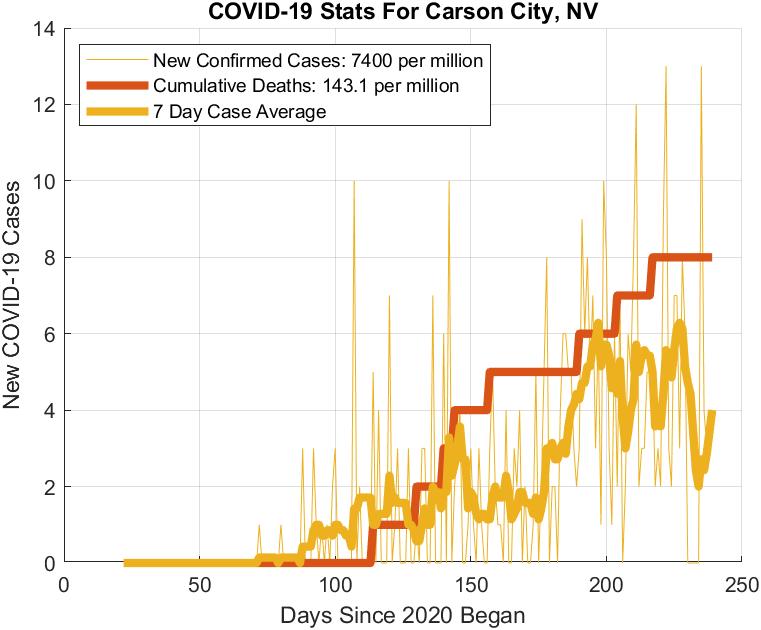 COVID-19 Stats For Carson City, NV
14
12
10
8
6
4
2
0
New Confirmed Cases: 7400 per million
Cumulative Deaths: 143.1 per million
7 Day Case Average
New COVID-19 Cases
0 50 100 150 200 250
Days Since 2020 Began